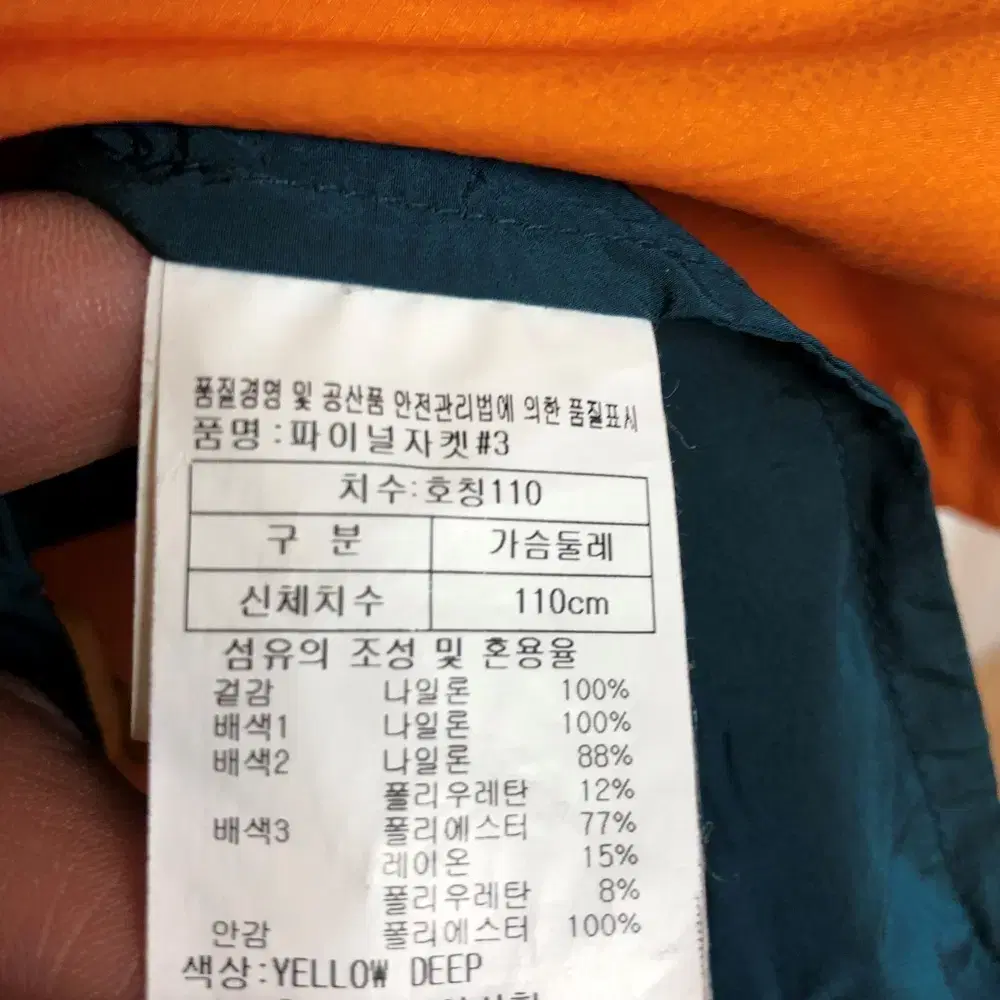 품질경영 및 공산품 안전관리법에 의한 품질표시
품명:파이널자켓#3
치수:호칭110
구 분 가슴둘레
신체치수 110cm
섬유의 조성 및 혼용율
겉감 나일론 100%
배색1 나일론 100%
배색2 나일론 88%
폴리우레탄 12%
배색3 폴리에스터 77%
레이온 15%
폴리우레탄 8%
안감 폴리에스터 100%
색상:YELLOW DEEP